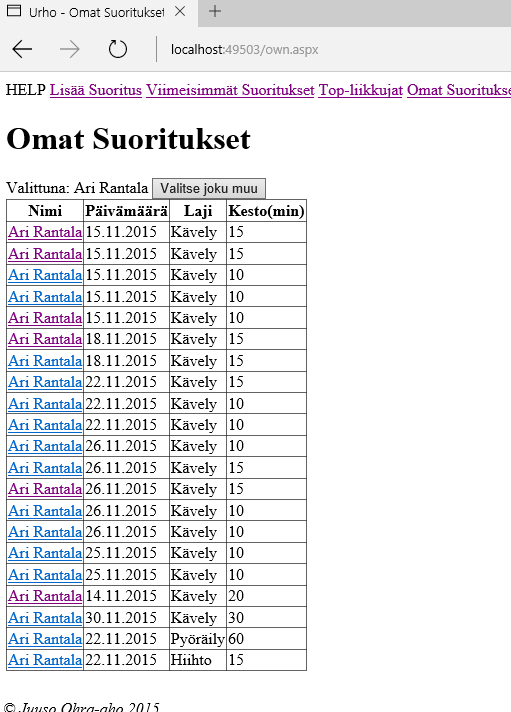 Urho - Omat Suoritukset
localhost:49503/own.aspx
HELP Lisää Suoritus Viimeisimmät Suoritukset Top-liikkujat Omat Suoritukse
Omat Suoritukset
Valittuna: Ari Rantala Valitse joku muu
Nimi Päivämäärä Laji Kesto(min)
Ari Rantala 15.11.2015 Kävely 15
Ari Rantala 15.11.2015 Kävely 15
Ari Rantala 15.11.2015 Kävely 10
Ari Rantala 15.11.2015 Kävely 10
Ari Rantala 15.11.2015 Kävely 10
Ari Rantala 18.11.2015 Kävely 15
Ari Rantala 18.11.2015 Kävely 15
Ari Rantala 22.11.2015 Kävely 15
Ari Rantala 22.11.2015 Kävely 10
Ari Rantala 22.11.2015 Kävely 10
Ari Rantala 26.11.2015 Kävely 10
Ari Rantala 26.11.2015 Kävely 15
Ari Rantala 26.11.2015 Kävely 15
Ari Rantala 26.11.2015 Kävely 10
Ari Rantala 26.11.2015 Kävely 10
Ari Rantala 25.11.2015 Kävely 10
Ari Rantala 25.11.2015 Kävely 10
Ari Rantala 14.11.2015 Kävely 20
Ari Rantala 30.11.2015 Kävely 30
Ari Rantala 22.11.2015 Pyöräily 60
Ari Rantala 22.11.2015 Hiihto 15
© Juuso Ohra-aho 2015